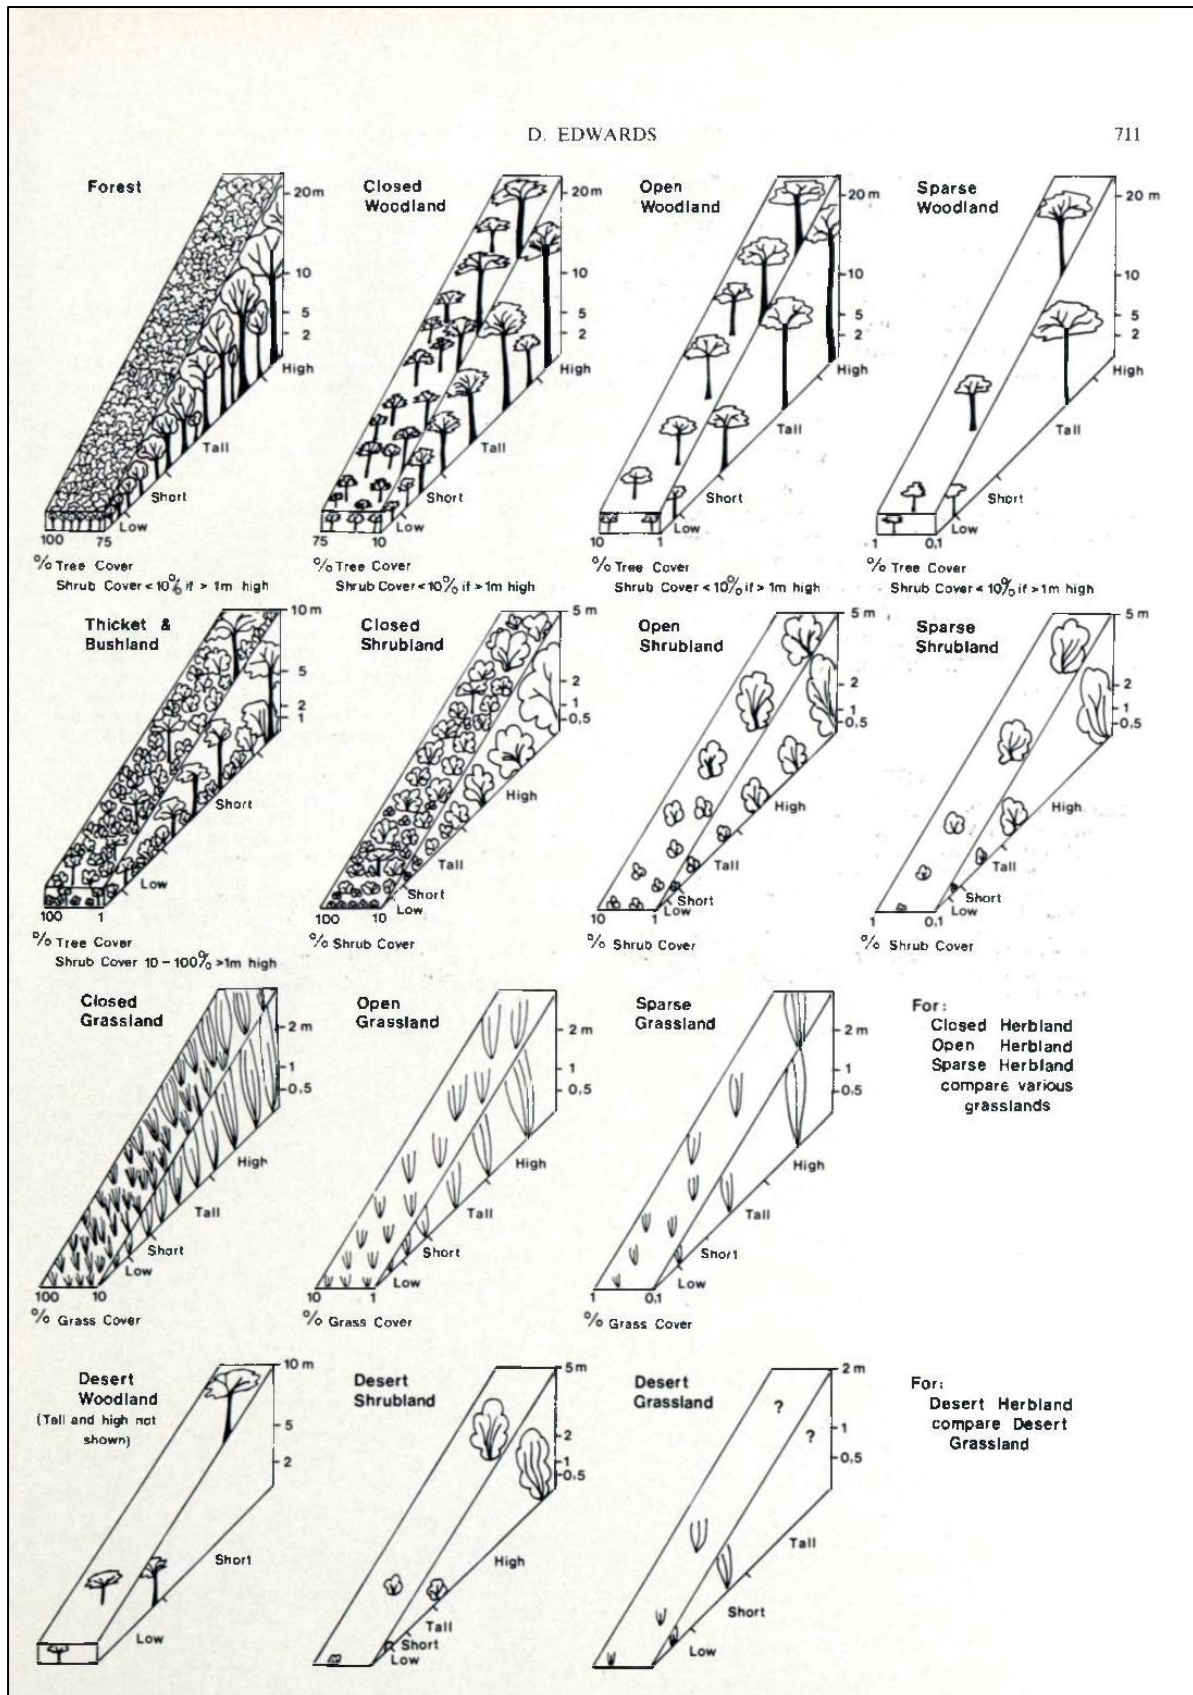 D. EDWARDS
711
Forest
20 m
10
5
2
High
Tall
Short
Low
100 75
% Tree Cover
Shrub Cover < 10% if > 1m high
Closed
Woodland
20 m
10
5
2
High
Tall
Short
Low
75 10
% Tree Cover
Shrub Cover < 10% if > 1m high
Open
Woodland
20 m
10
5
2
High
Tall
Short
Low
10 1
% Tree Cover
Shrub Cover < 10% if > 1m high
Sparse
Woodland
20 m
10
5
2
High
Tall
Short
Low
1 0,1
% Tree Cover
Shrub Cover < 10% if > 1m high
Thicket &
Bushland
10 m
5
2
1
Short
Low
100 1
% Tree Cover
Shrub Cover 10 - 100% > 1m high
Closed
Shrubland
5 m
2
1
0,5
High
Tall
Short
Low
100 10
% Shrub Cover
Open
Shrubland
5 m
2
1
0,5
High
Tall
Short
Low
10 1
% Shrub Cover
Sparse
Shrubland
5 m
2
1
0,5
High
Tall
Short
Low
1 0,1
% Shrub Cover
Closed
Grassland
2 m
1
0,5
High
Tall
Short
Low
100 10
% Grass Cover
Open
Grassland
2 m
1
0,5
High
Tall
Short
Low
10 1
% Grass Cover
Sparse
Grassland
2 m
1
0,5
High
Tall
Short
Low
1 0,1
% Grass Cover
For:
Closed Herbland
Open Herbland
Sparse Herbland
compare various
grasslands
Desert
Woodland
(Tall and high not
shown)
10 m
5
2
Short
Low
Desert
Shrubland
5 m
2
1
0,5
High
Tall
Short
Low
Desert
Grassland
2 m
?
1
?
0,5
Tall
Short
Low
For:
Desert Herbland
compare Desert
Grassland